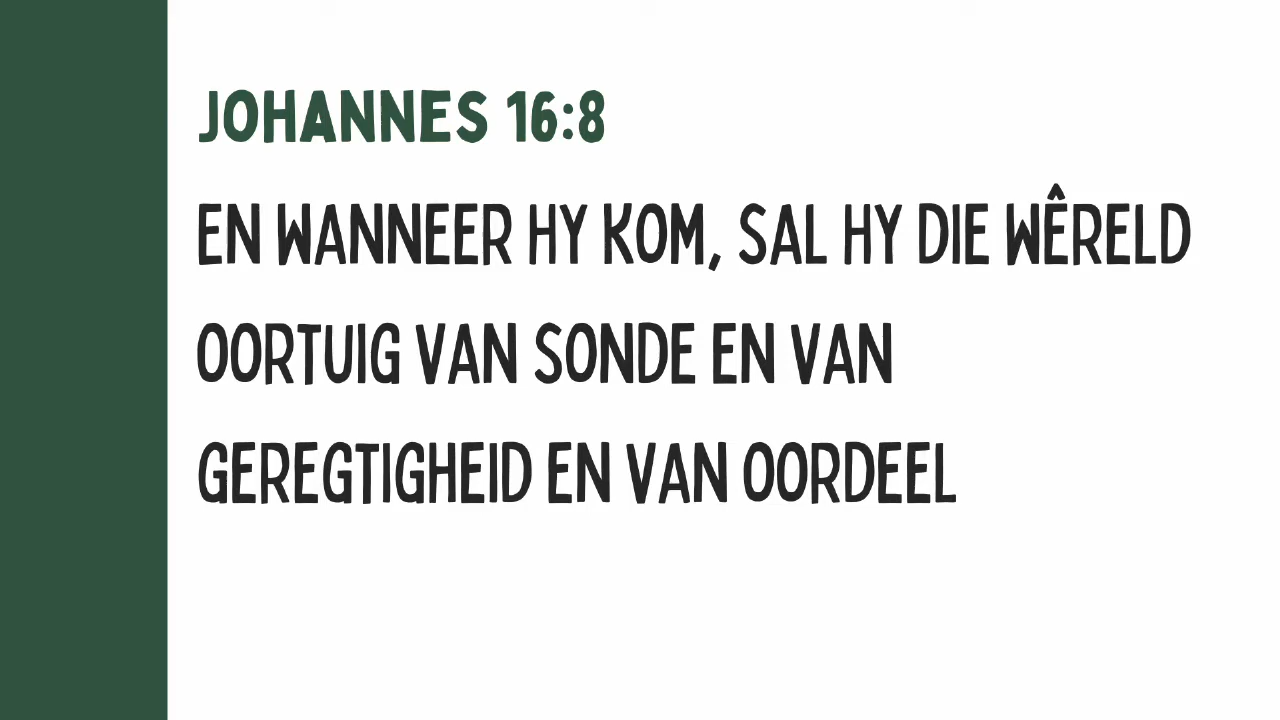 JOHANNES 16:8
EN WANNEER HY KOM, SAL HY DIE WÊRELD
OORTUIG VAN SONDE EN VAN
GEREGTIGHEID EN VAN OORDEEL